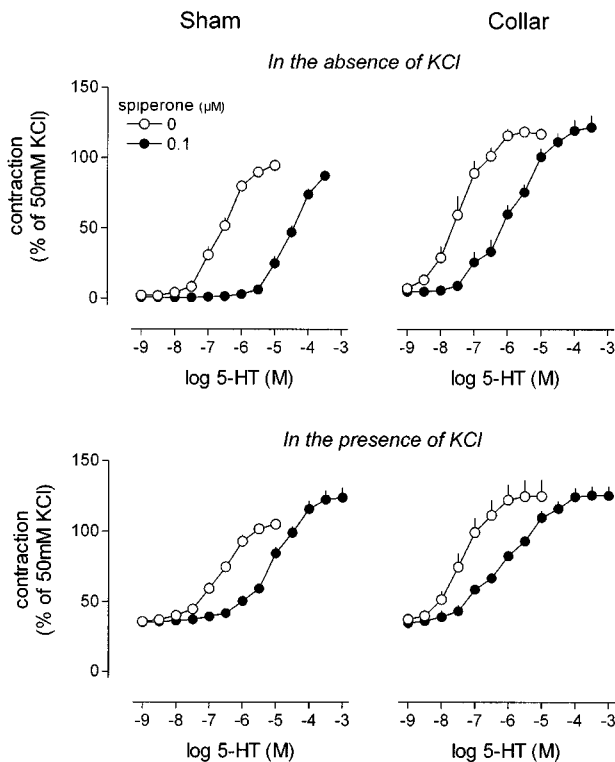 Sham Collar
In the absence of KCl
150
100
50
0
contraction
(% of 50mM KCl)
spiperone (μM)
0
0.1
-9 -8 -7 -6 -5 -4 -3
log 5-HT (M)
-9 -8 -7 -6 -5 -4 -3
log 5-HT (M)
In the presence of KCl
150
100
50
0
contraction
(% of 50mM KCl)
-9 -8 -7 -6 -5 -4 -3
log 5-HT (M)
-9 -8 -7 -6 -5 -4 -3
log 5-HT (M)